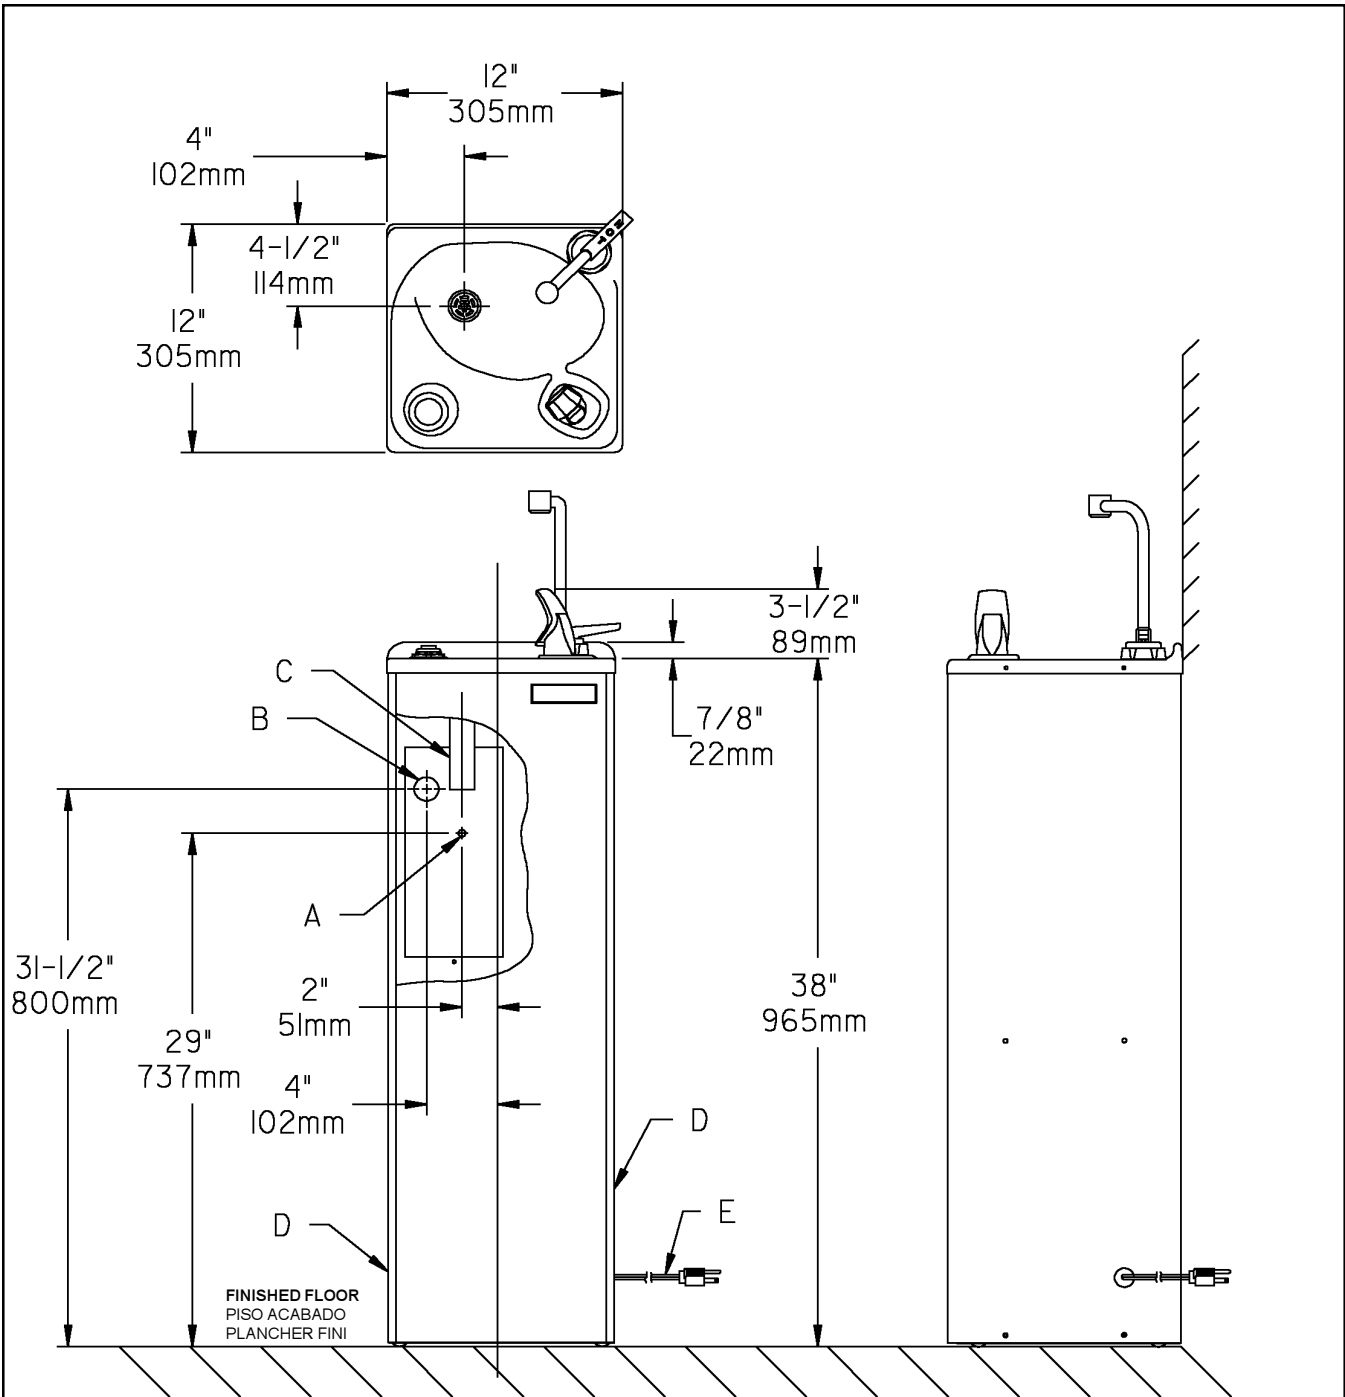 12"
305mm
4"
102mm
4-1/2"
114mm
12"
305mm
HOT
3-1/2"
89mm
C
B
7/8"
22mm
A
31-1/2"
800mm
2"
51mm
38"
965mm
29"
737mm
4"
102mm
D
D
E
FINISHED FLOOR
PISO ACABADO
PLANCHER FINI